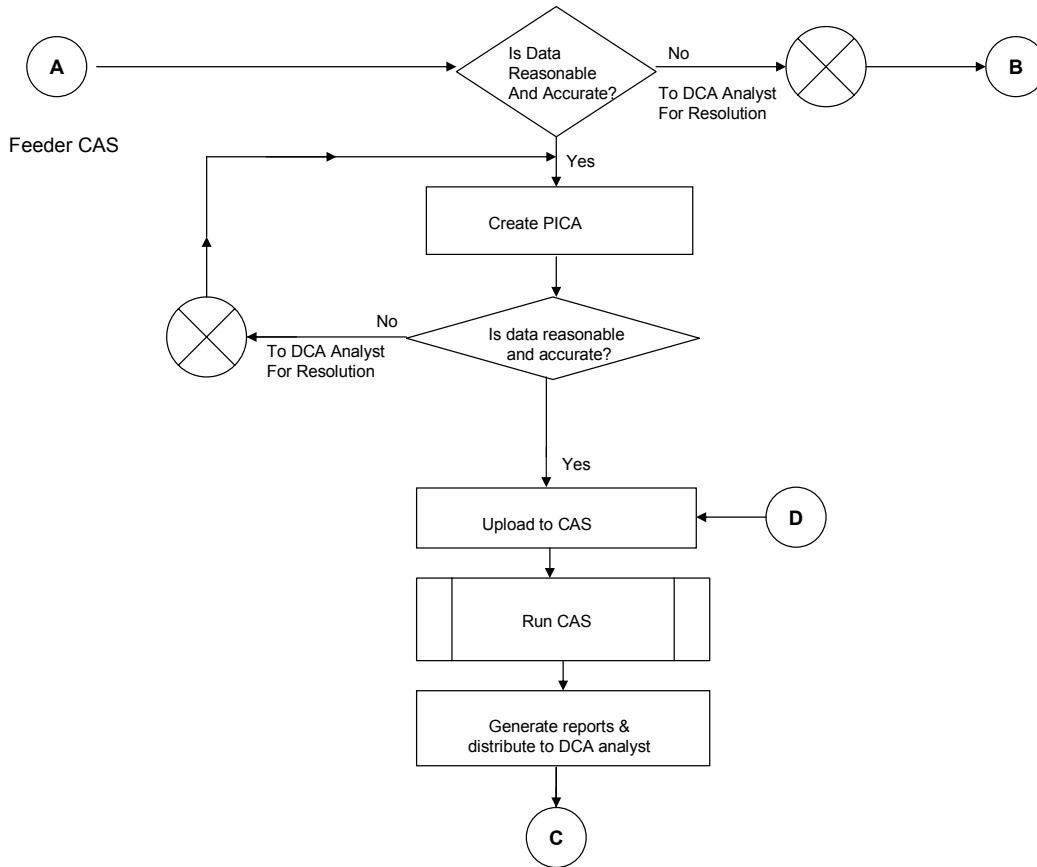 A
Is Data
Reasonable
And Accurate?
No
To DCA Analyst
For Resolution
B
Feeder CAS
Yes
Create PICA
No
To DCA Analyst
For Resolution
Is data reasonable
and accurate?
Yes
Upload to CAS
D
Run CAS
Generate reports &
distribute to DCA analyst
C